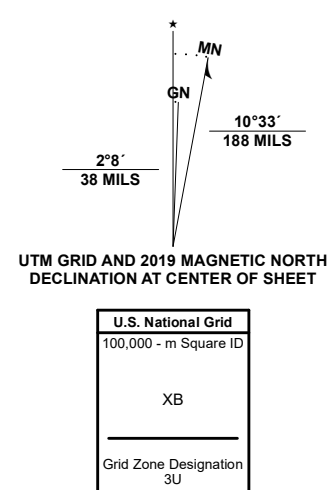 ★
MN
GN
10°33´
188 MILS
2°8´
38 MILS
UTM GRID AND 2019 MAGNETIC NORTH
DECLINATION AT CENTER OF SHEET
U.S. National Grid
100,000 - m Square ID
XB
Grid Zone Designation
3U